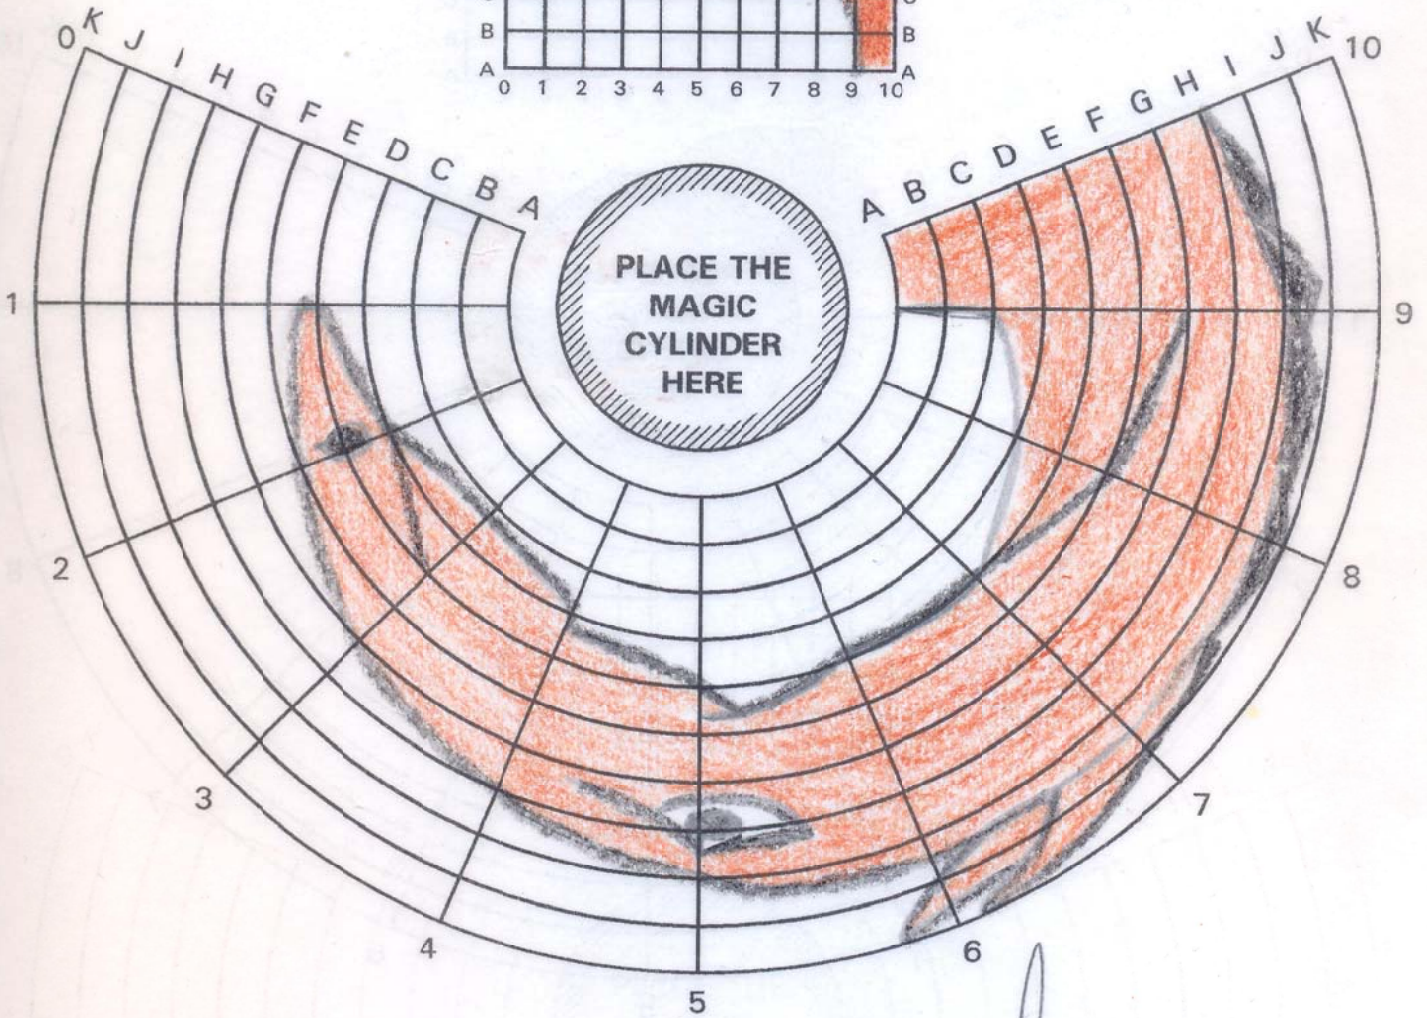 B B
A A
0 1 2 3 4 5 6 7 8 9 10
0 K J I H G F E D C B A
A B C D E F G H I J K 10
PLACE THE
MAGIC
CYLINDER
HERE
1
9
2
8
3
7
4
6
5